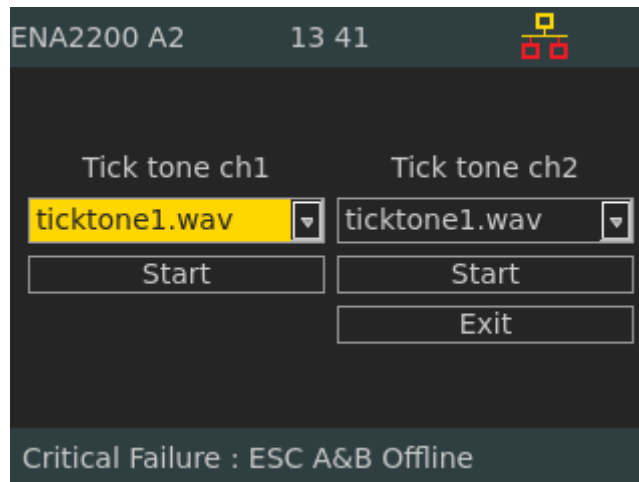 ENA2200 A2 13 41
Tick tone ch1 Tick tone ch2
ticktone1.wav ticktone1.wav
Start Start
Exit
Critical Failure : ESC A&B Offline